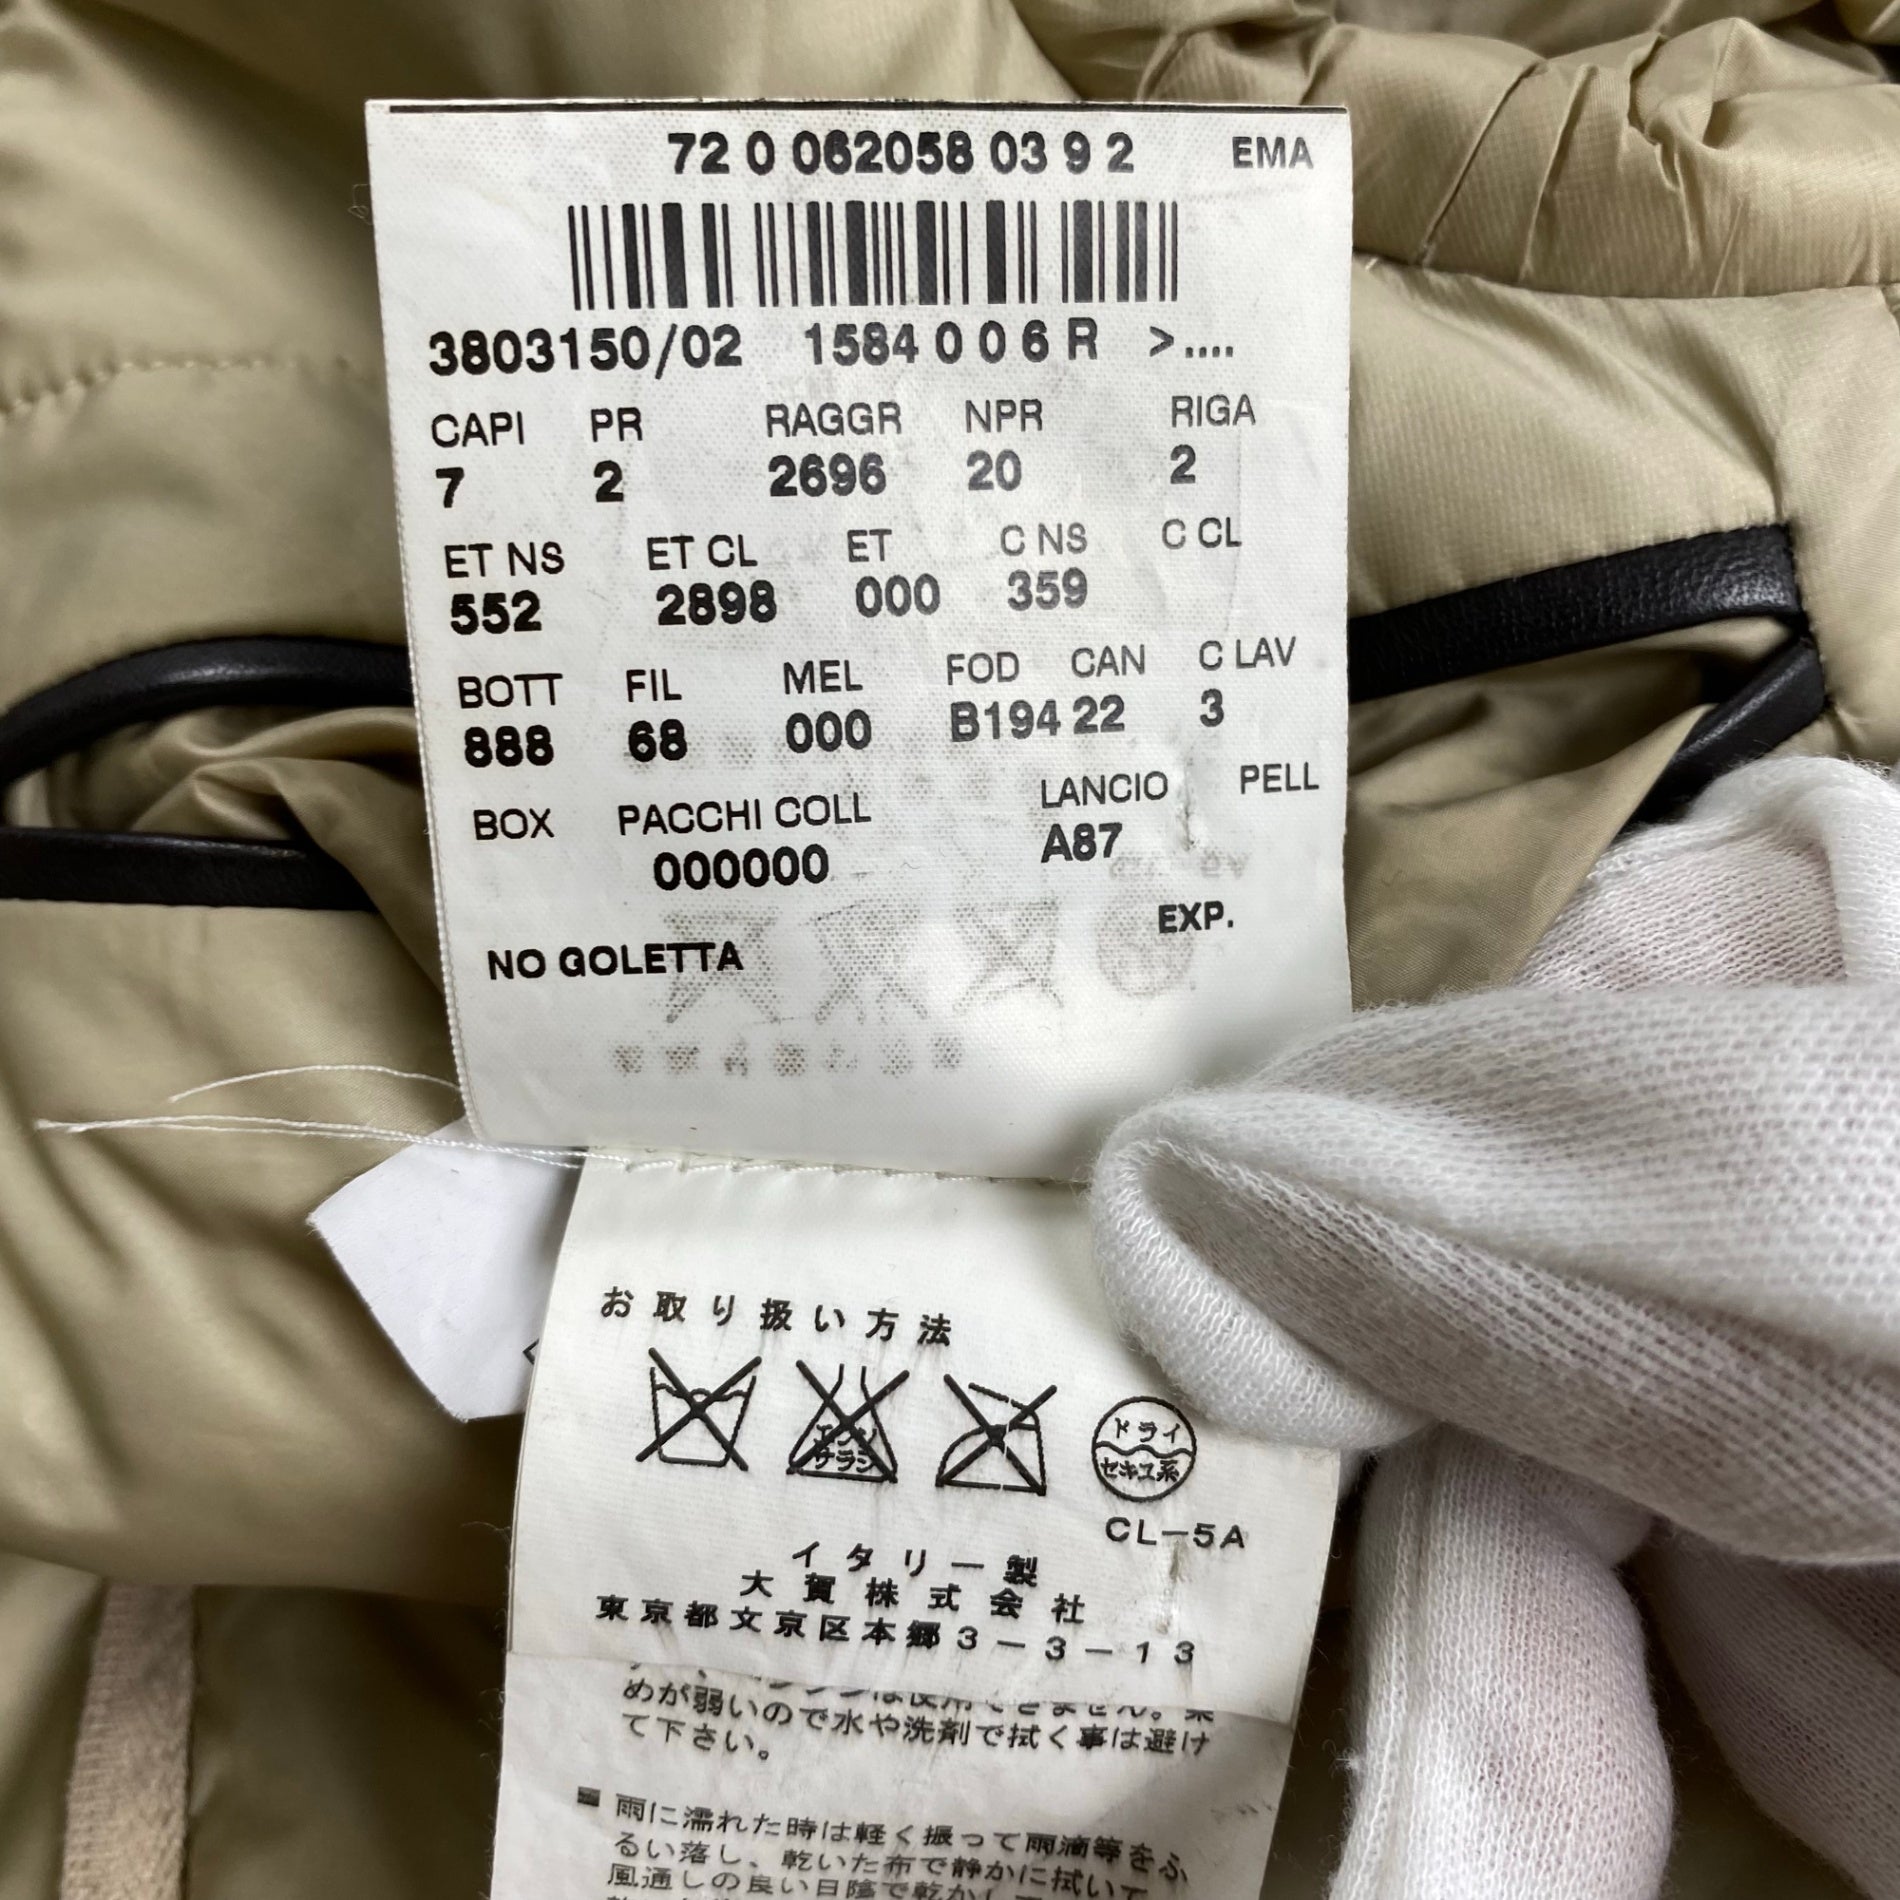 72 0 062058 03 9 2 EMA
3803150/02 1584 0 0 6 R >....
CAPI PR RAGGR NPR RIGA
7 2 2696 20 2
ET NS ET CL ET C NS C CL
552 2898 000 359
BOTT FIL MEL FOD CAN C LAV
888 68 000 B194 22 3
BOX PACCHI COLL LANCIO PELL
000000 A87
EXP.
NO GOLETTA
お取り扱い方法
エンソ
サラシ
ドライ
セキユ系
CL-5A
イタリー製
大賀株式会社
東京都文京区本郷3-3-13
めが弱いので水や洗剤で拭く事は避け
て下さい。
■ 雨に濡れた時は軽く振って雨滴等をふ
るい落し、乾いた布で静かに拭いて
風通しの良い日陰で乾かし